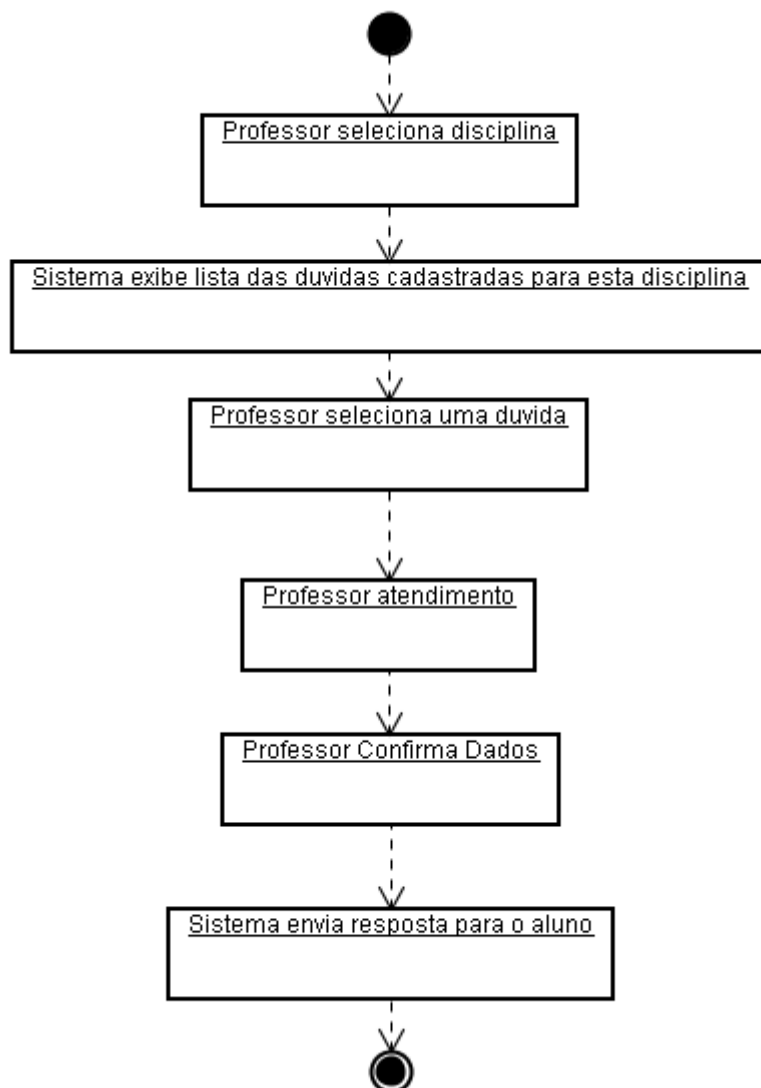 Professor seleciona disciplina
Sistema exibe lista das duvidas cadastradas para esta disciplina
Professor seleciona uma duvida
Professor atendimento
Professor Confirma Dados
Sistema envia resposta para o aluno